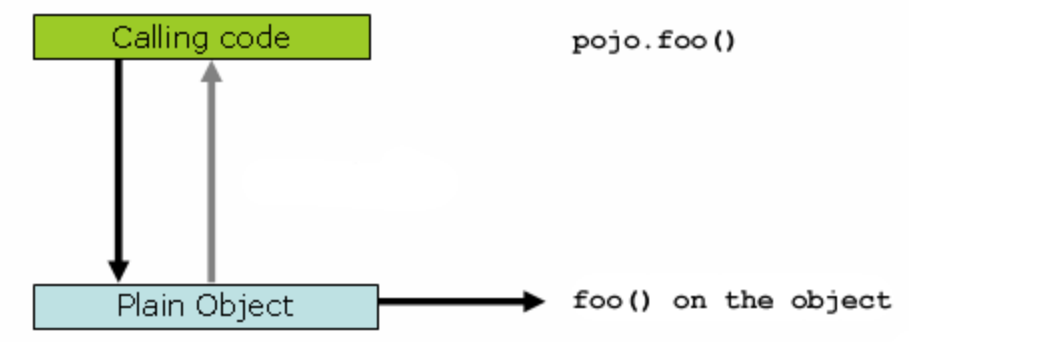 Calling code
pojo.foo()
Plain Object
foo() on the object